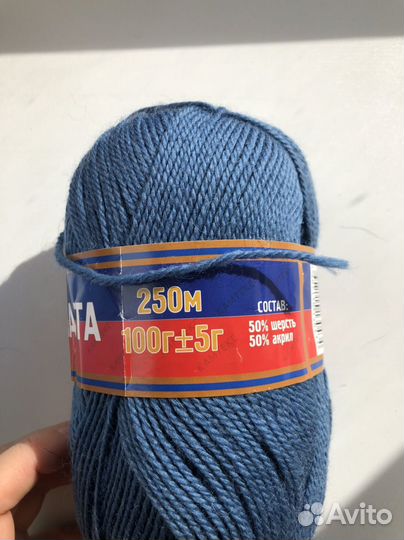 250м
АТА
100г±5г
СОСТАВ:
50% шерсть
50% акрил
Avito